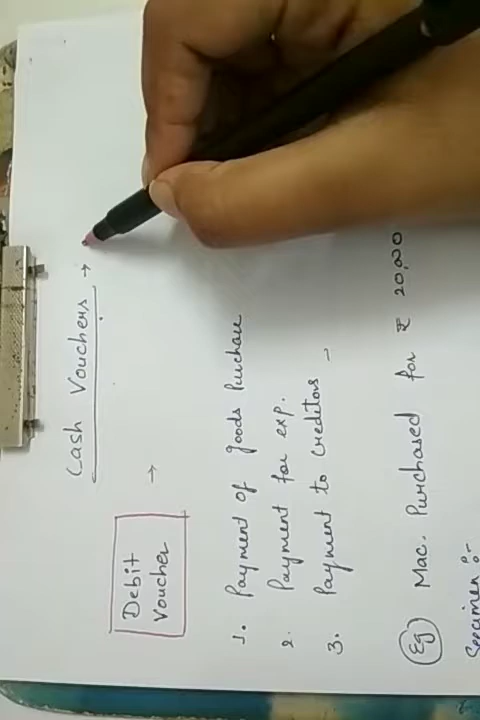 Cash Vouchers →
Debit Voucher →
1. Payment of goods Purchase
2. Payment for exp.
3. Payment to creditors
Eg Mac. Purchased for ₹ 20,000
Specimen :-